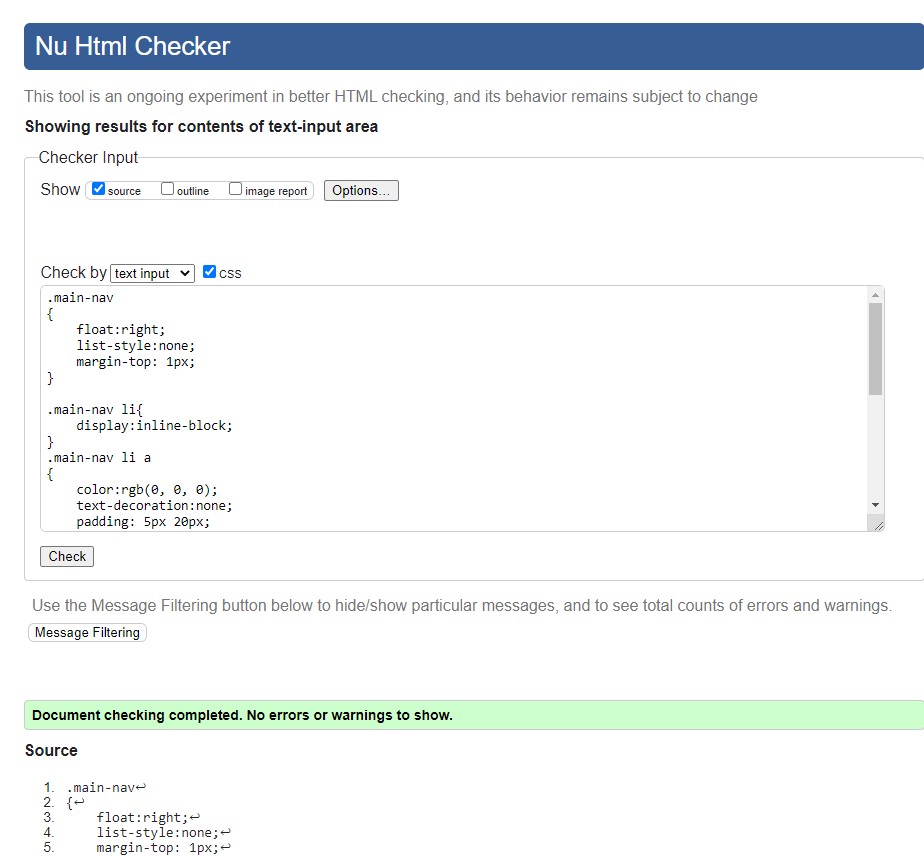 Nu Html Checker
This tool is an ongoing experiment in better HTML checking, and its behavior remains subject to change
Showing results for contents of text-input area
Checker Input
Show source outline image report Options...
Check by text input css
.main-nav
{
    float:right;
    list-style:none;
    margin-top: 1px;
}

.main-nav li{
    display:inline-block;
}
.main-nav li a
{
    color:rgb(0, 0, 0);
    text-decoration:none;
    padding: 5px 20px;
Check
Use the Message Filtering button below to hide/show particular messages, and to see total counts of errors and warnings.
Message Filtering
Document checking completed. No errors or warnings to show.
Source
1. .main-nav↩
2. {↩
3.     float:right;↩
4.     list-style:none;↩
5.     margin-top: 1px;↩